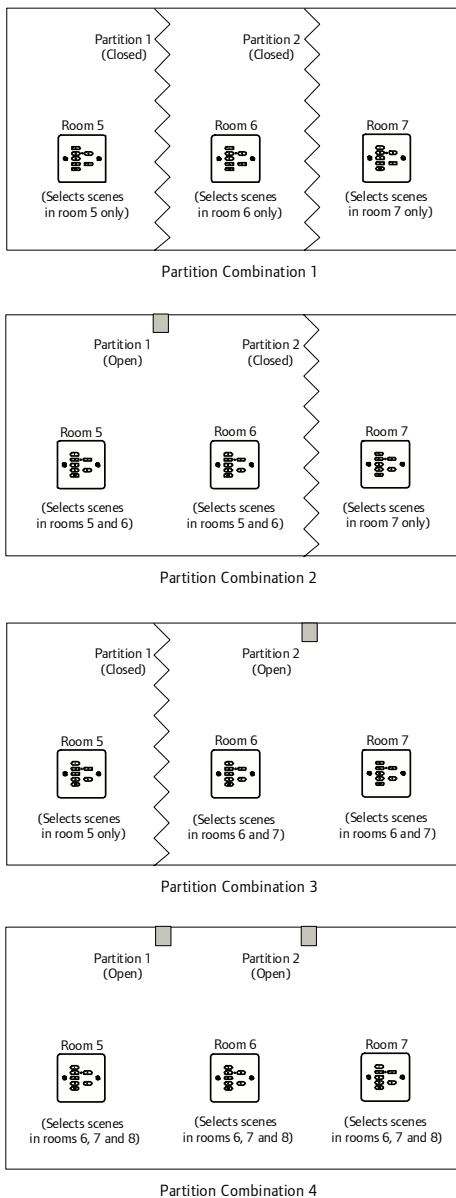 Partition 1
(Closed)
Partition 2
(Closed)
Room 5
Room 6
Room 7
(Selects scenes
in room 5 only)
(Selects scenes
in room 6 only)
(Selects scenes
in room 7 only)
Partition Combination 1
Partition 1
(Open)
Partition 2
(Closed)
Room 5
Room 6
Room 7
(Selects scenes
in rooms 5 and 6)
(Selects scenes
in rooms 5 and 6)
(Selects scenes
in room 7 only)
Partition Combination 2
Partition 1
(Closed)
Partition 2
(Open)
Room 5
Room 6
Room 7
(Selects scenes
in room 5 only)
(Selects scenes
in rooms 6 and 7)
(Selects scenes
in rooms 6 and 7)
Partition Combination 3
Partition 1
(Open)
Partition 2
(Open)
Room 5
Room 6
Room 7
(Selects scenes
in rooms 6, 7 and 8)
(Selects scenes
in rooms 6, 7 and 8)
(Selects scenes
in rooms 6, 7 and 8)
Partition Combination 4